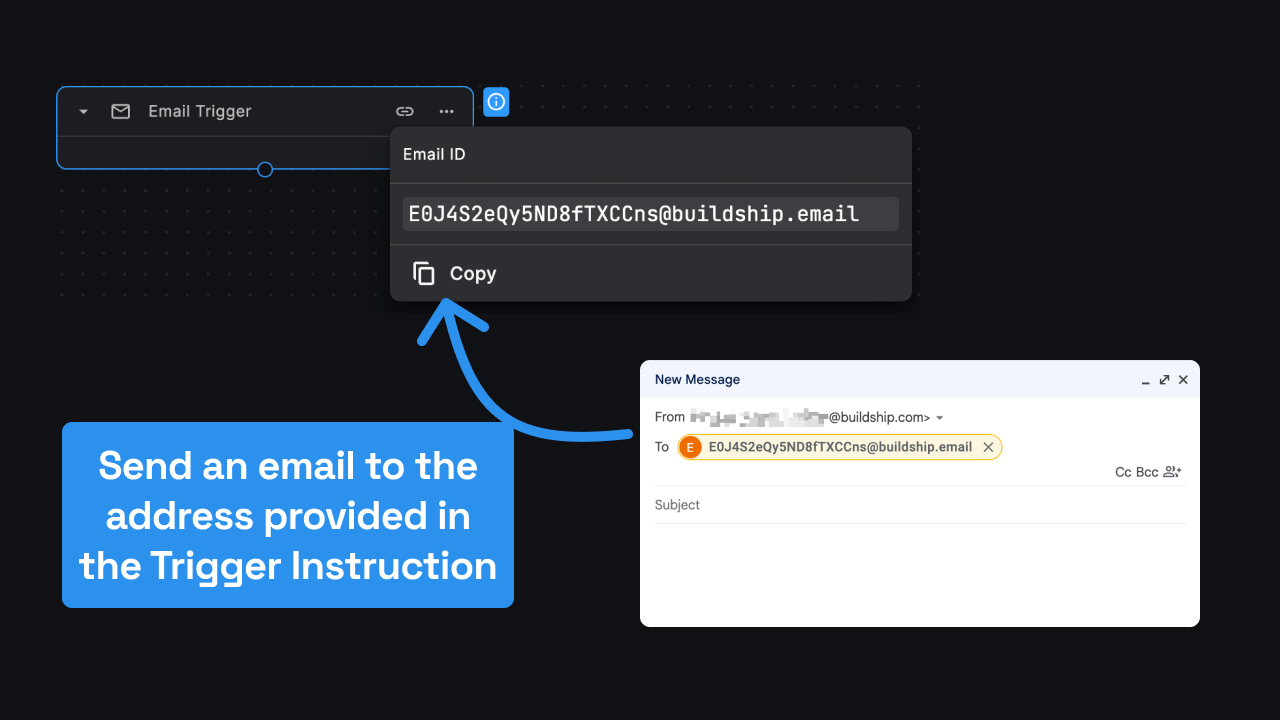 Email Trigger
Email ID
E0J4S2eQy5ND8fTXCCns@buildship.email
Copy
Send an email to the
address provided in
the Trigger Instruction
New Message
From @buildship.com>
To E E0J4S2eQy5ND8fTXCCns@buildship.email
Cc Bcc
Subject